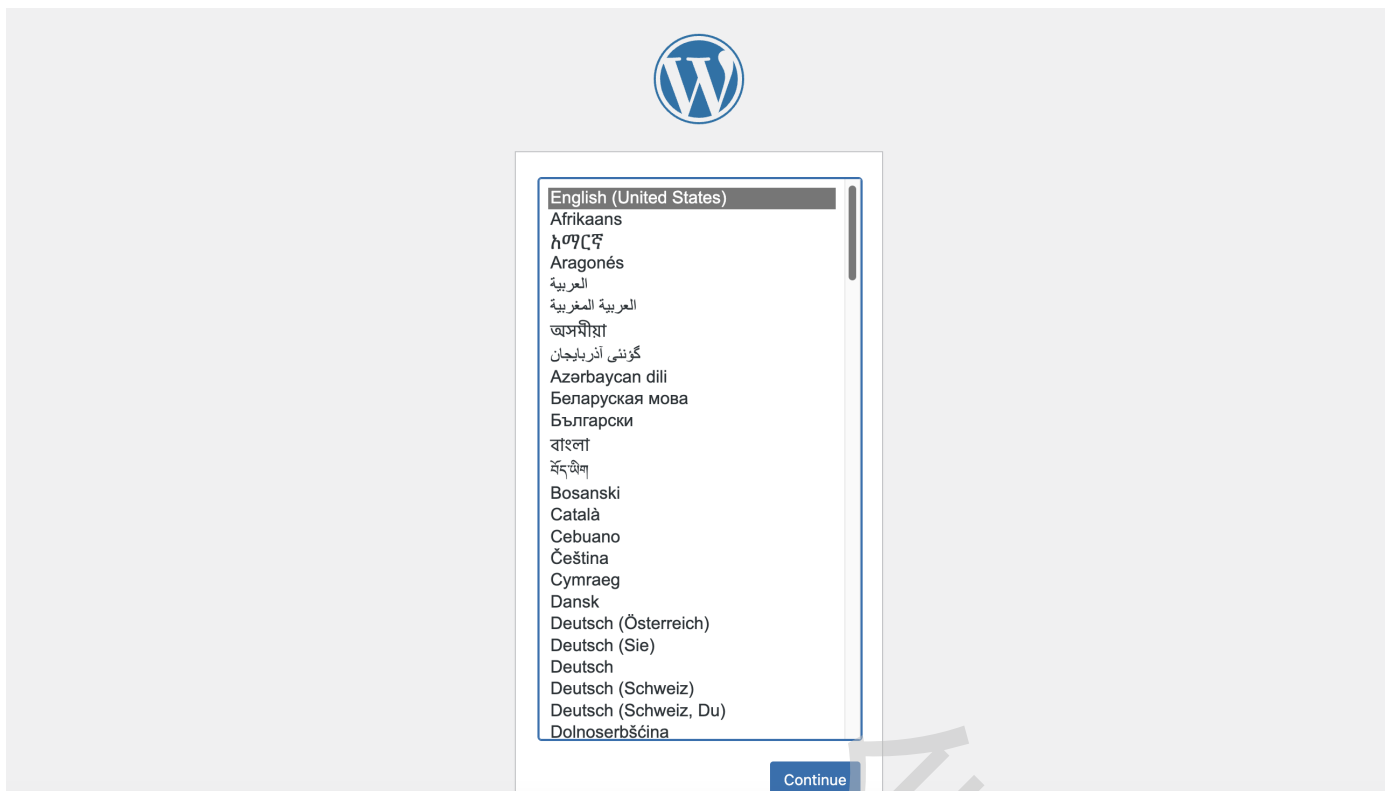 English (United States)
Afrikaans
አማርኛ
Aragonés
العربية
العربية المغربية
অসমীয়া
گؤنئی آذربایجان
Azərbaycan dili
Беларуская мова
Български
বাংলা
བོད་ཡིག
Bosanski
Català
Cebuano
Čeština
Cymraeg
Dansk
Deutsch (Österreich)
Deutsch (Sie)
Deutsch
Deutsch (Schweiz)
Deutsch (Schweiz, Du)
Dolnoserbšćina
Continue